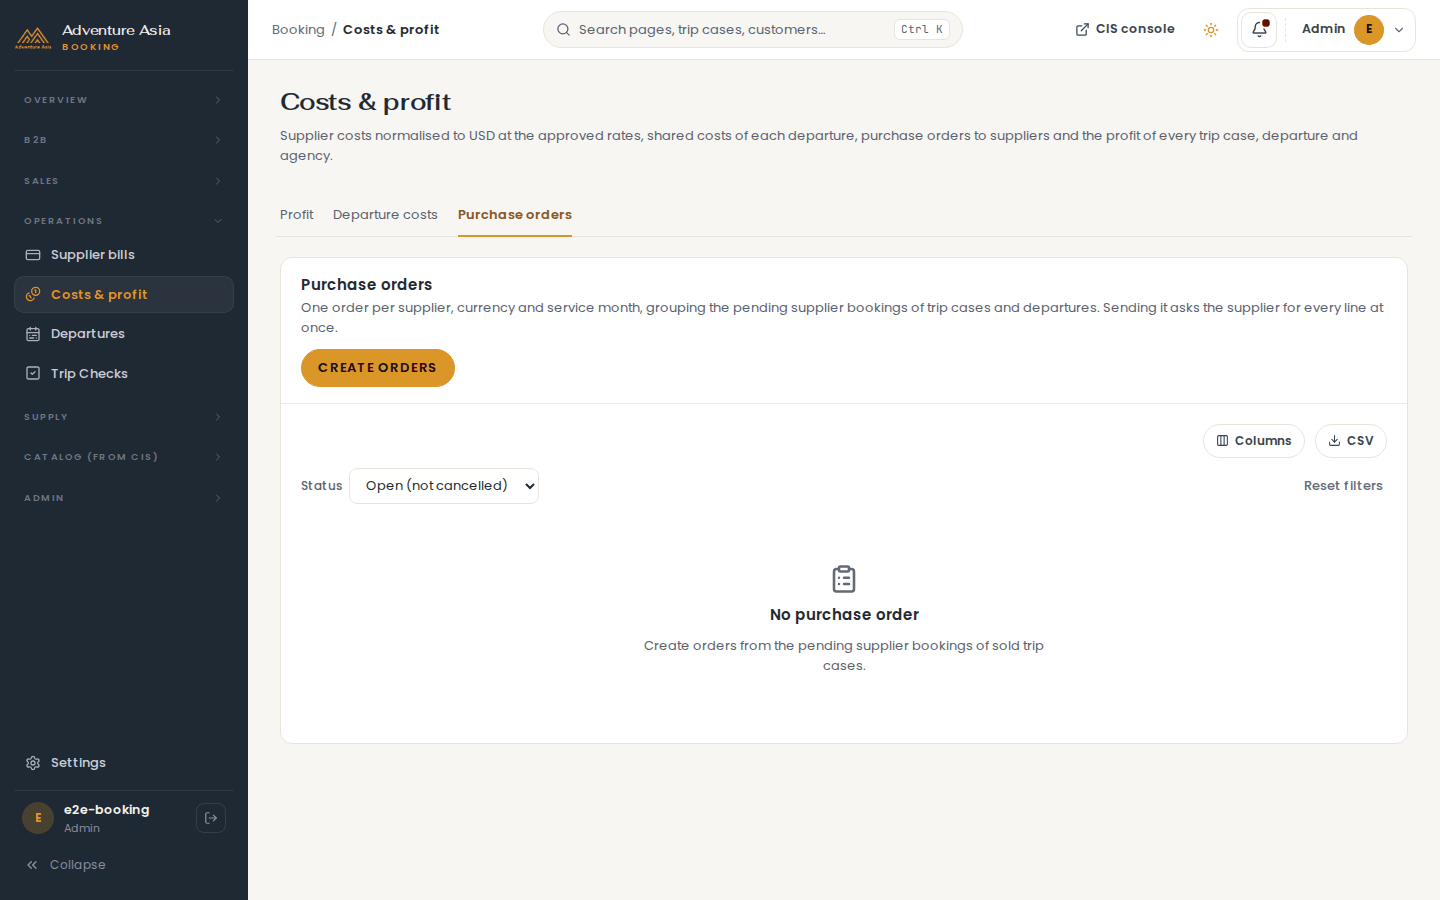 Adventure Asia
Adventure Asia
BOOKING
OVERVIEW
B2B
SALES
OPERATIONS
Supplier bills
Costs & profit
Departures
Trip Checks
SUPPLY
CATALOG (FROM CIS)
ADMIN
Settings
E
e2e-booking
Admin
Collapse
Booking / Costs & profit
Search pages, trip cases, customers...
Ctrl K
CIS console
Admin
E
Costs & profit
Supplier costs normalised to USD at the approved rates, shared costs of each departure, purchase orders to suppliers and the profit of every trip case, departure and
agency.
Profit
Departure costs
Purchase orders
Purchase orders
One order per supplier, currency and service month, grouping the pending supplier bookings of trip cases and departures. Sending it asks the supplier for every line at
once.
CREATE ORDERS
Columns
CSV
Status
Open (not cancelled)
Reset filters
No purchase order
Create orders from the pending supplier bookings of sold trip
cases.